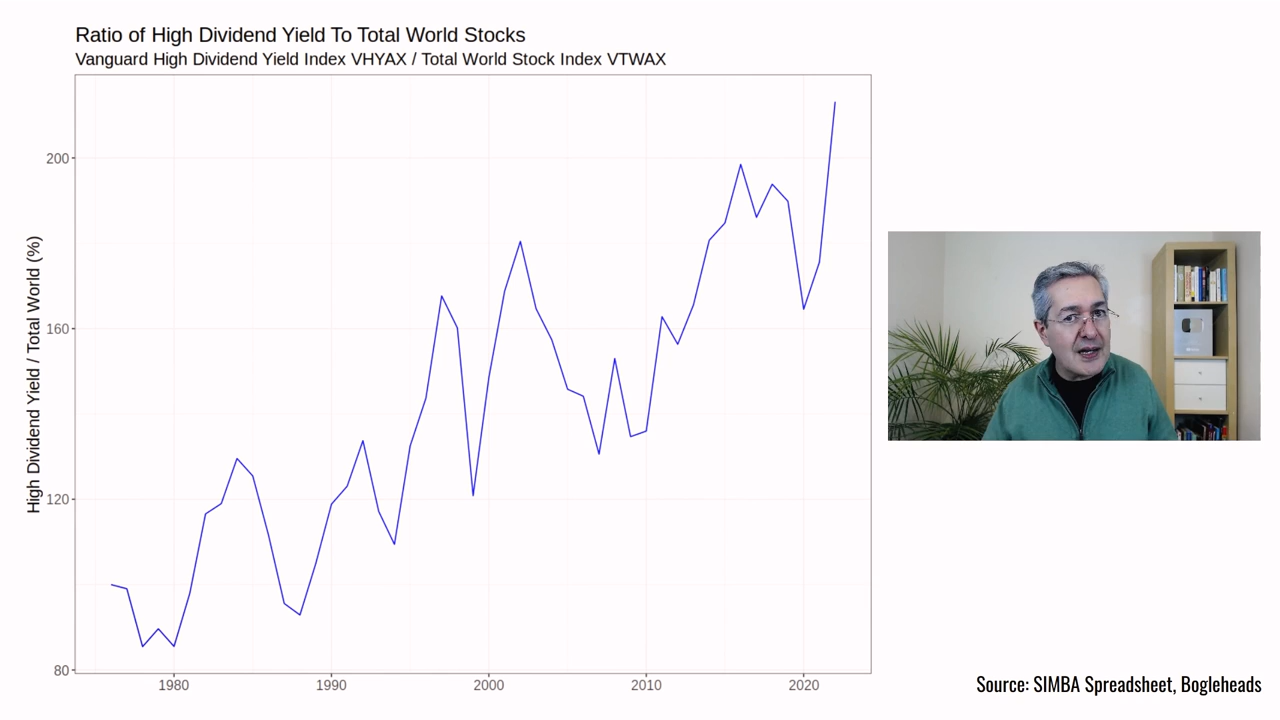 Ratio of High Dividend Yield To Total World Stocks
Vanguard High Dividend Yield Index VHYAX / Total World Stock Index VTWAX
High Dividend Yield / Total World (%)
200
160
120
80
1980
1990
2000
2010
2020
Source: SIMBA Spreadsheet, Bogleheads